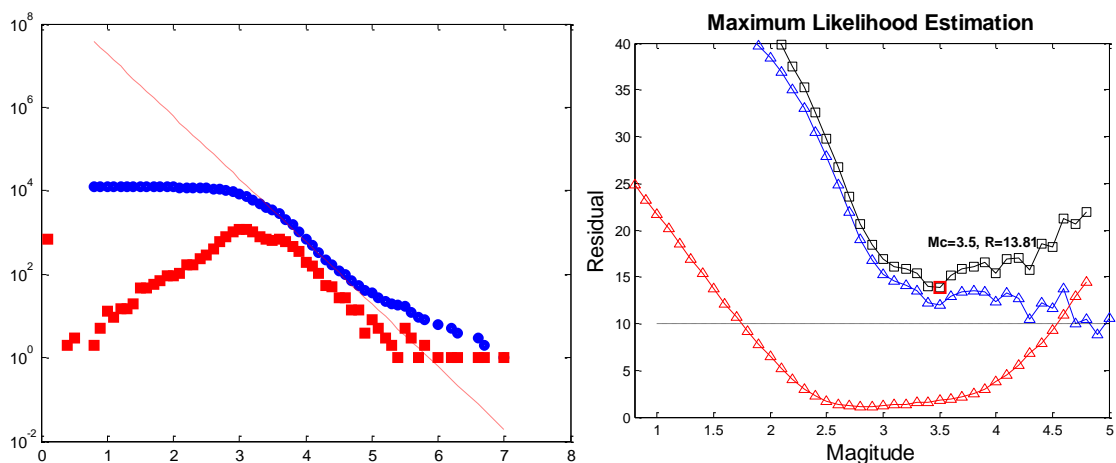 10^8
10^6
10^4
10^2
10^0
10^-2
0 1 2 3 4 5 6 7 8
Maximum Likelihood Estimation
40
35
30
25
20
15
10
5
0
Residual
Mc=3.5, R=13.81
1 1.5 2 2.5 3 3.5 4 4.5 5
Magitude